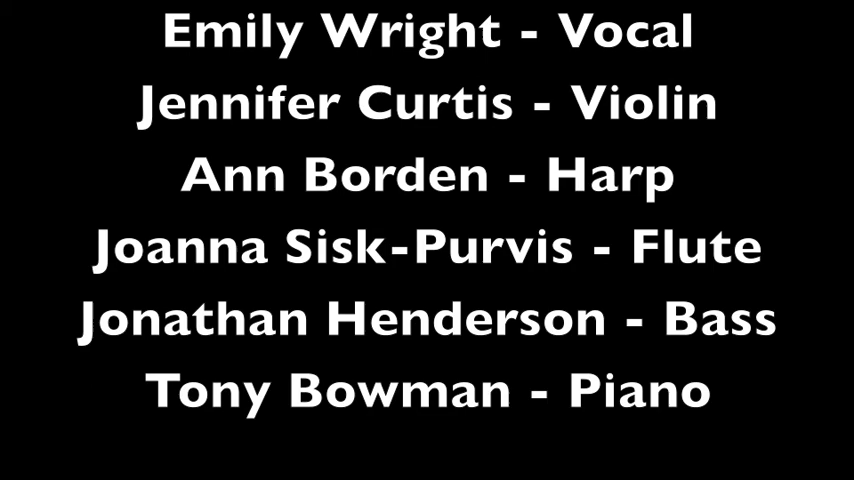 Emily Wright - Vocal
Jennifer Curtis - Violin
Ann Borden - Harp
Joanna Sisk-Purvis - Flute
Jonathan Henderson - Bass
Tony Bowman - Piano